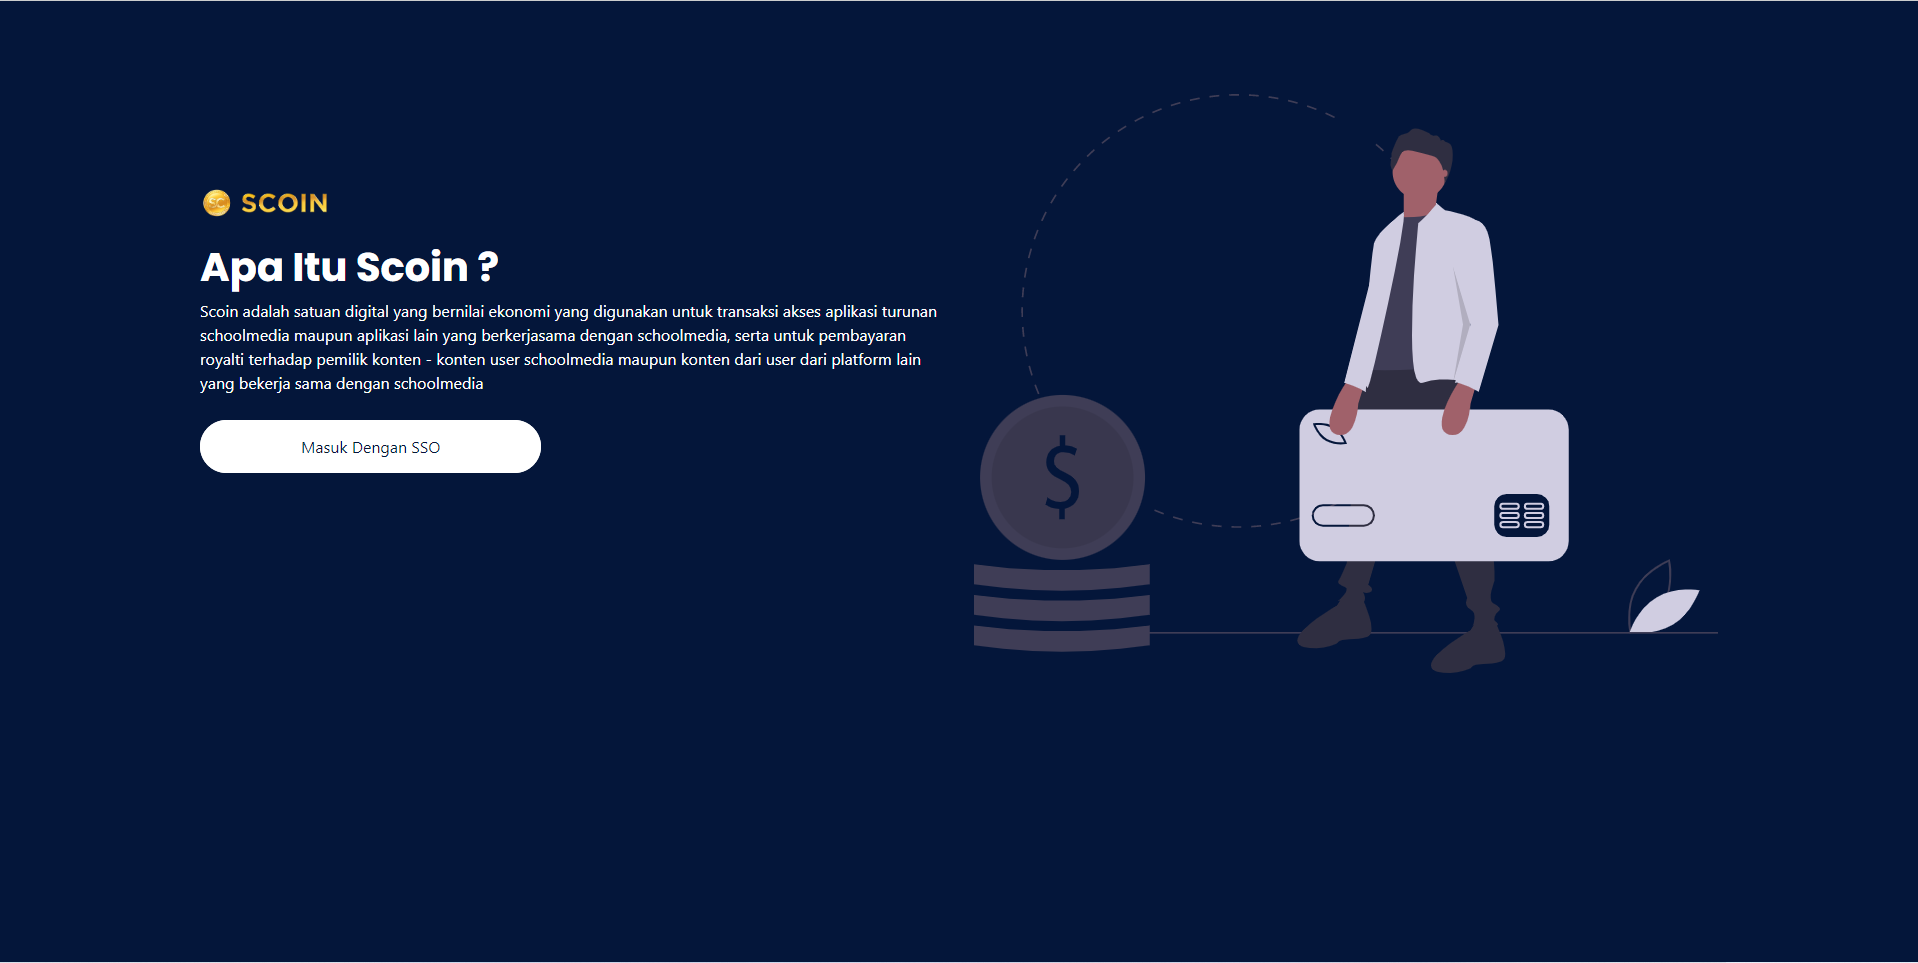 SC SCOIN
Apa Itu Scoin ?
Scoin adalah satuan digital yang bernilai ekonomi yang digunakan untuk transaksi akses aplikasi turunan
schoolmedia maupun aplikasi lain yang berkerjasama dengan schoolmedia, serta untuk pembayaran
royalti terhadap pemilik konten - konten user schoolmedia maupun konten dari user dari platform lain
yang bekerja sama dengan schoolmedia
Masuk Dengan SSO
$